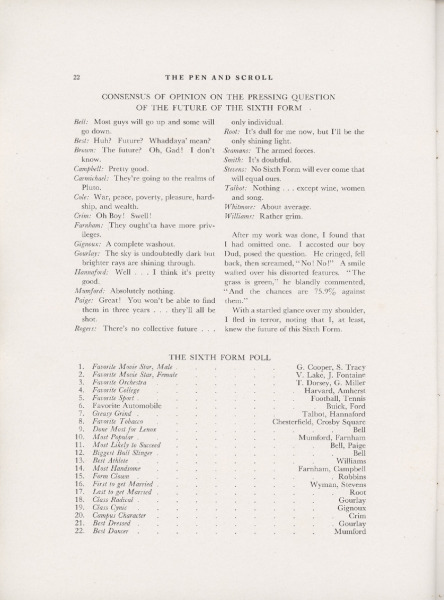 22
THE PEN AND SCROLL
CONSENSUS OF OPINION ON THE PRESSING QUESTION
OF THE FUTURE OF THE SIXTH FORM
Bell: Most guys will go up and some will
go down.
Best: Huh? Future? Whaddaya' mean?
Brown: The future? Oh, Gad! I don't
know.
Campbell: Pretty good.
Carmichael: They're going to the realms of
Pluto.
Cole: War, peace, poverty, pleasure, hard-
ship, and wealth.
Crim: Oh Boy! Swell!
Farnham: They ought'ta have more priv-
ileges.
Gignoux: A complete washout.
Gourlay: The sky is undoubtedly dark but
brighter rays are shining through.
Hannaford: Well . . . I think it's pretty
good.
Mumford: Absolutely nothing.
Paige: Great! You won't be able to find
them in three years . . . they'll all be
shot.
Rogers: There's no collective future . . .
only individual.
Root: It's dull for me now, but I'll be the
only shining light.
Seamans: The armed forces.
Smith: It's doubtful.
Stevens: No Sixth Form will ever come that
will equal ours.
Talbot: Nothing . . . except wine, women
and song.
Whitmore: About average.
Williams: Rather grim.
After my work was done, I found that
I had omitted one. I accosted our boy
Dud, posed the question. He cringed, fell
back, then screamed, "No! No!" A smile
waited over his distorted features. "The
grass is green," he blandly commented,
"And the chances are 75.9% against
them."
With a startled glance over my shoulder,
I fled in terror, noting that I, at least,
knew the future of this Sixth Form.
THE SIXTH FORM POLL
1. Favorite Movie Star, Male . . . . . . . G. Cooper, S. Tracy
2. Favorite Movie Star, Female . . . . . . . V. Lake, J. Fontaine
3. Favorite Orchestra . . . . . . . T. Dorsey, G. Miller
4. Favorite College . . . . . . . Harvard, Amherst
5. Favorite Sport . . . . . . . Football, Tennis
6. Favorite Automobile . . . . . . . Buick, Ford
7. Greasy Grind . . . . . . . Talbot, Hannaford
8. Favorite Tobacco . . . . . . . Chesterfield, Crosby Square
9. Done Most for Lenox . . . . . . . Bell
10. Most Popular . . . . . . . Mumford, Farnham
11. Most Likely to Succeed . . . . . . . Bell, Paige
12. Biggest Bull Slinger . . . . . . . Bell
13. Best Athlete . . . . . . . Williams
14. Most Handsome . . . . . . . Farnham, Campbell
15. Form Clown . . . . . . . Robbins
16. First to get Married . . . . . . . Wyman, Stevens
17. Last to get Married . . . . . . . Root
18. Class Radical . . . . . . . Gourlay
19. Class Cynic . . . . . . . Gignoux
20. Campus Character . . . . . . . Crim
21. Best Dressed . . . . . . . Gourlay
22. Best Dancer . . . . . . . Mumford